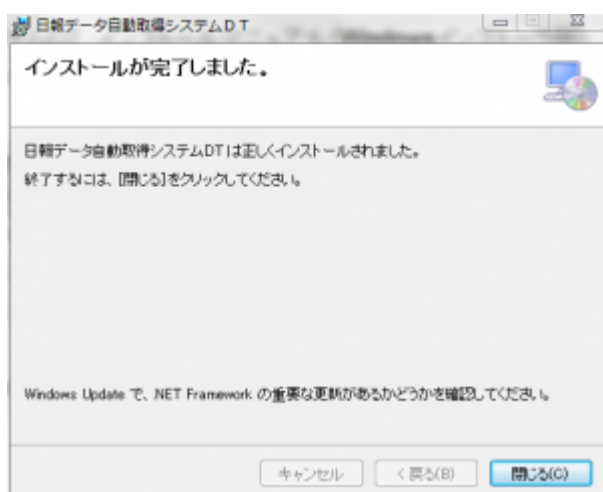 日報データ自動取得システムDT
インストールが完了しました。
日報データ自動取得システムDTは正しくインストールされました。
終了するには、[閉じる]をクリックしてください。
Windows Update で、.NET Framework の重要な更新があるかどうかを確認してください。
キャンセル
< 戻る(B)
閉じる(C)